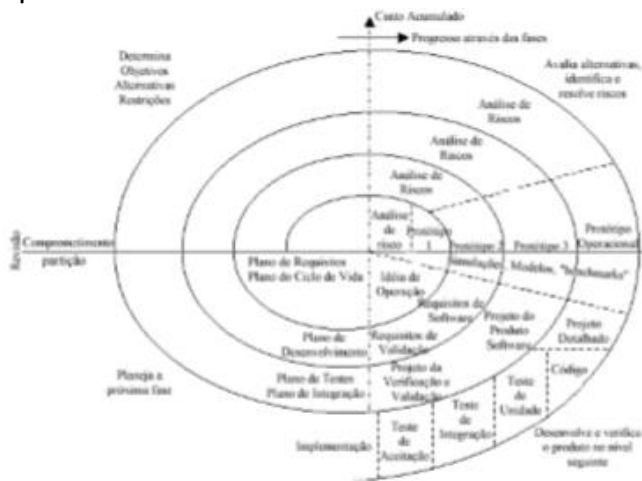 Custo Acumulado
Progresso através das fases
Determina
Objetivos
Alternativas
Restrições
Avalia alternativas,
identifica e
resolve riscos
Análise de
Riscos
Análise de
Riscos
Análise de
Riscos
Análise
de
risco
Protótipo
1
Protótipo 2
Protótipo 3
Protótipo
Operacional
Revisão
Comprometimento
partição
Simulações, Modelos, "benchmarks"
Plano de Requisitos
Plano do Ciclo de Vida
Idéia de
Operação
Requisitos de
Software
Projeto do
Produto
Software
Projeto
Detalhado
Plano de
Desenvolvimento
Requisitos de
Validação
Código
Planeja a
próxima fase
Plano de Testes
Plano de Integração
Projeto da
Verificação e
Validação
Teste
de
Unidade
Teste
de
Integração
Teste
de
Aceitação
Implementação
Desenvolve e verifica
o produto no nível
seguinte